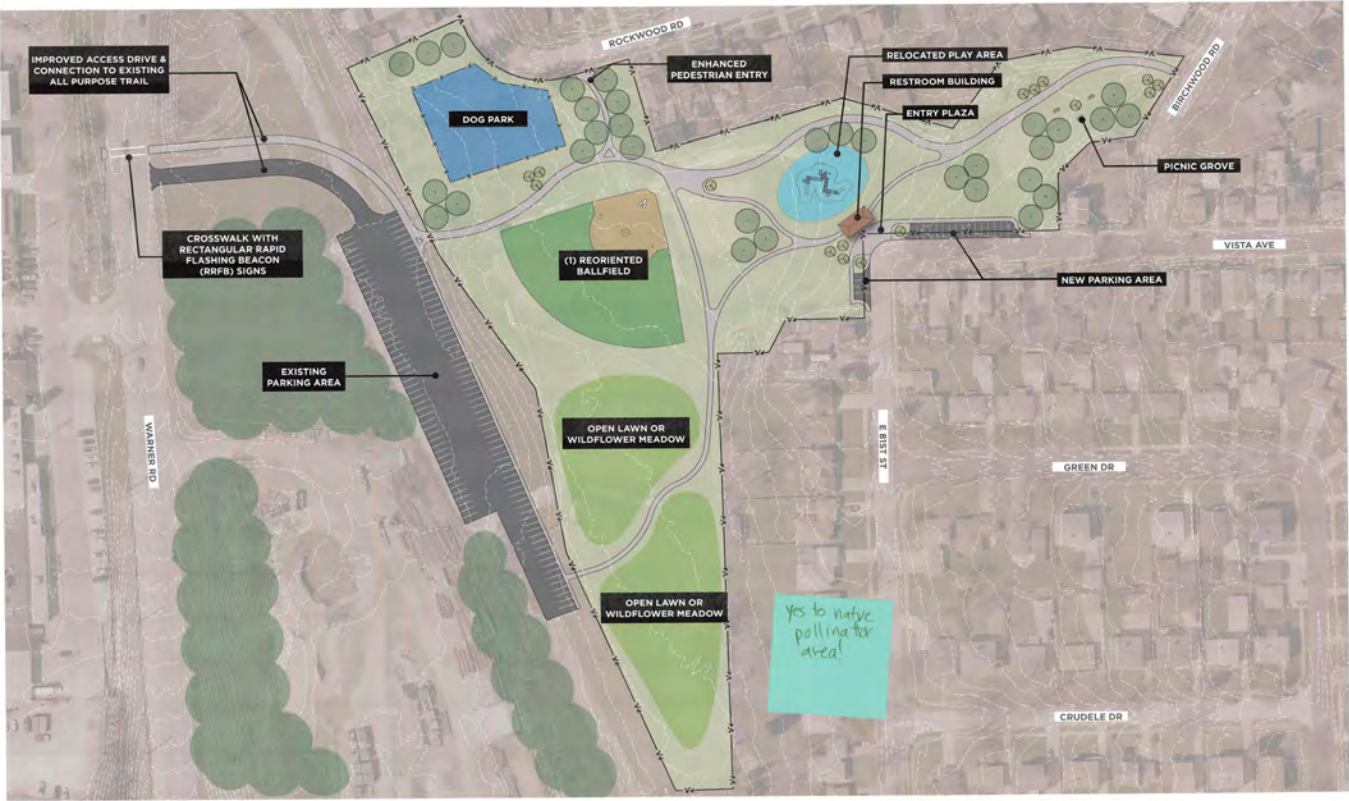 ROCKWOOD RD
IMPROVED ACCESS DRIVE &
CONNECTION TO EXISTING
ALL PURPOSE TRAIL
ENHANCED
PEDESTRIAN ENTRY
RELOCATED PLAY AREA
RESTROOM BUILDING
ENTRY PLAZA
BIRCHWOOD RD
DOG PARK
PICNIC GROVE
CROSSWALK WITH
RECTANGULAR RAPID
FLASHING BEACON
(RRFB) SIGNS
(1) REORIENTED
BALLFIELD
VISTA AVE
NEW PARKING AREA
EXISTING
PARKING AREA
WARNER RD
OPEN LAWN OR
WILDFLOWER MEADOW
E 81ST ST
GREEN DR
OPEN LAWN OR
WILDFLOWER MEADOW
yes to native
pollinator
area!
CRUDELE DR